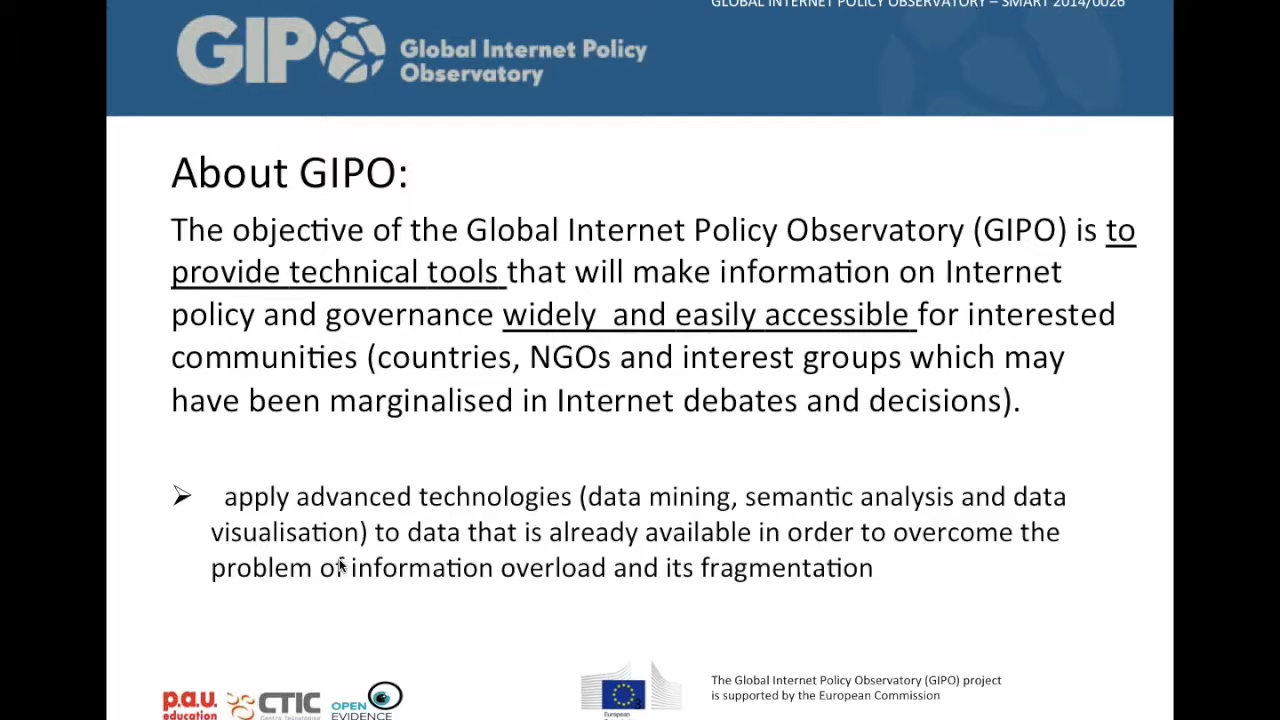 GLOBAL INTERNET POLICY OBSERVATORY – SMART 2014/0026
GIPO Global Internet Policy
Observatory
About GIPO:
The objective of the Global Internet Policy Observatory (GIPO) is to
provide technical tools that will make information on Internet
policy and governance widely  and easily accessible for interested
communities (countries, NGOs and interest groups which may
have been marginalised in Internet debates and decisions).
➢ apply advanced technologies (data mining, semantic analysis and data
visualisation) to data that is already available in order to overcome the
problem of information overload and its fragmentation
p.a.u.
education
CTIC
Centro Tecnológico
OPEN
EVIDENCE
3
European
The Global Internet Policy Observatory (GIPO) project
is supported by the European Commission